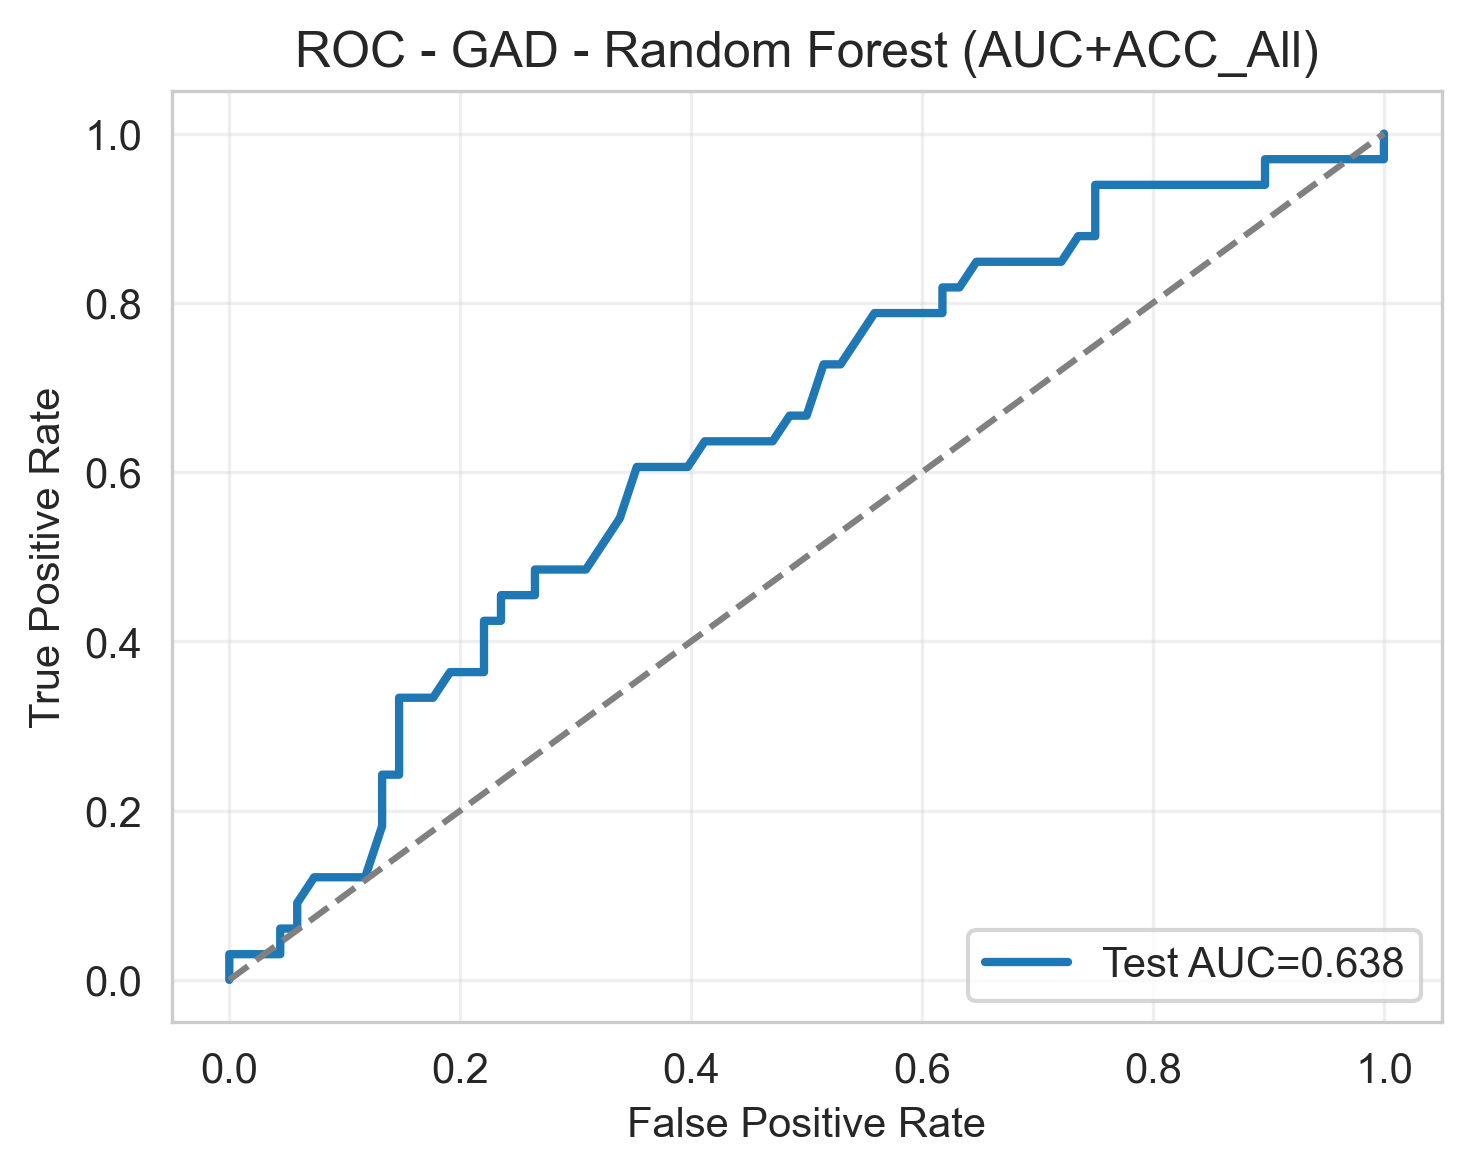 ROC - GAD - Random Forest (AUC+ACC_All)
1.0
0.8
0.6
0.4
0.2
0.0
True Positive Rate
Test AUC=0.638
0.0 0.2 0.4 0.6 0.8 1.0
False Positive Rate